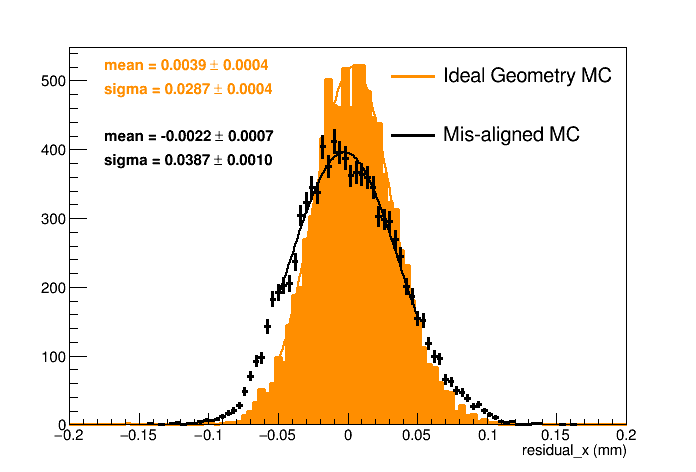 mean = 0.0039 ± 0.0004
sigma = 0.0287 ± 0.0004
Ideal Geometry MC
mean = -0.0022 ± 0.0007
sigma = 0.0387 ± 0.0010
Mis-aligned MC
500
400
300
200
100
0
−0.2 −0.15 −0.1 −0.05 0 0.05 0.1 0.15 0.2
residual_x (mm)